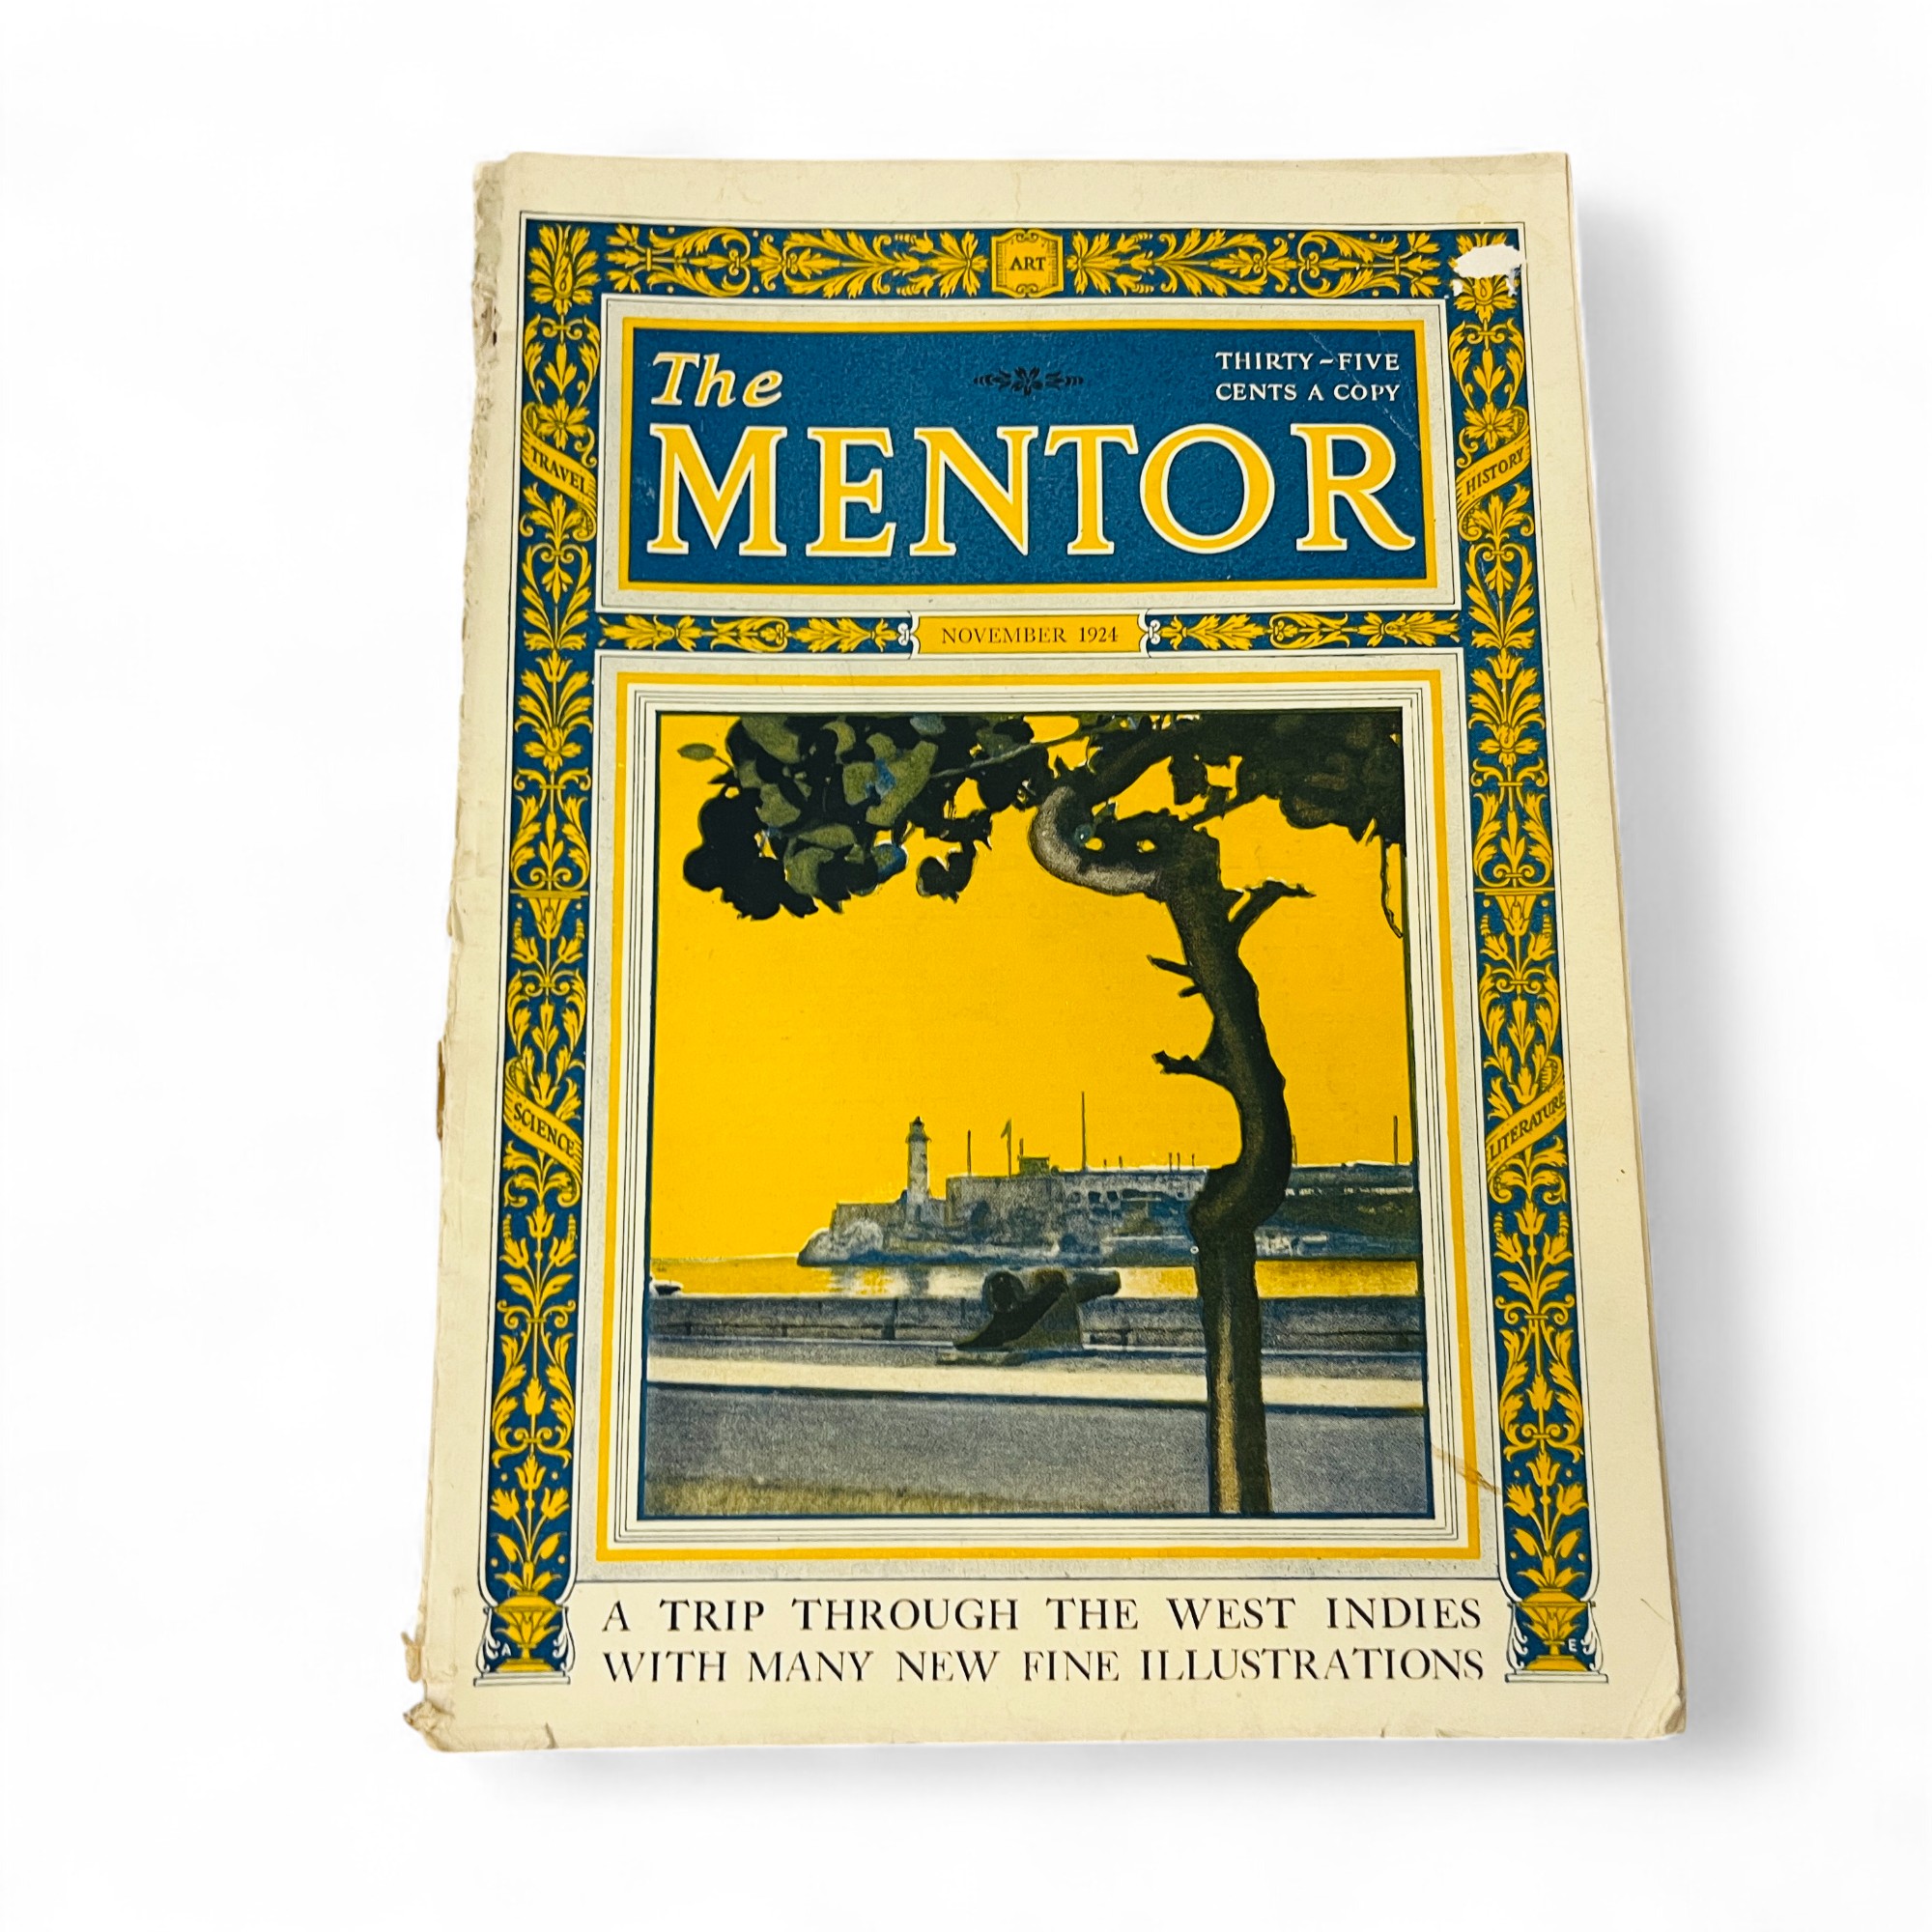 ART
The
THIRTY-FIVE
CENTS A COPY
MENTOR
TRAVEL
HISTORY
NOVEMBER 1924
SCIENCE
LITERATURE
A TRIP THROUGH THE WEST INDIES
WITH MANY NEW FINE ILLUSTRATIONS
A
M
M
E